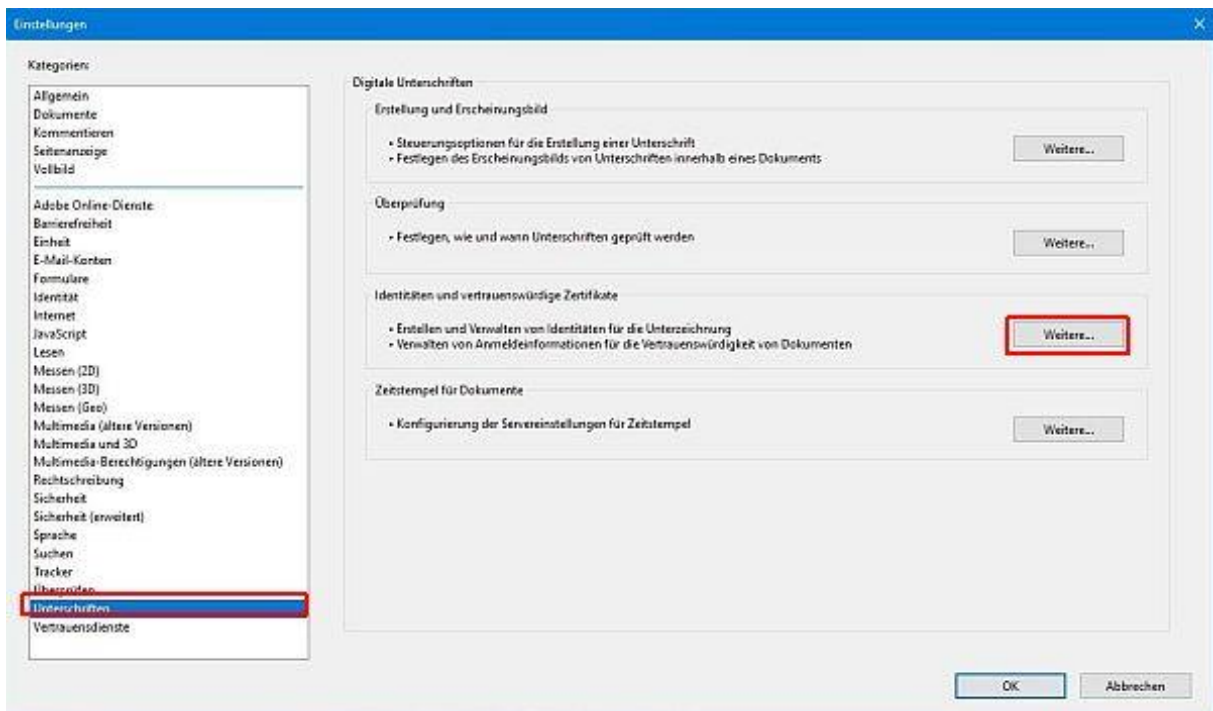 Einstellungen
Kategorien:
Allgemein
Dokumente
Kommentieren
Seitenanzeige
Vollbild
Adobe Online-Dienste
Barrierefreiheit
Einheit
E-Mail-Konten
Formulare
Identität
Internet
JavaScript
Lesen
Messen (2D)
Messen (3D)
Messen (Geo)
Multimedia (ältere Versionen)
Multimedia und 3D
Multimedia-Berechtigungen (ältere Versionen)
Rechtschreibung
Sicherheit
Sicherheit (erweitert)
Sprache
Suchen
Tracker
Überprüfen
Unterschriften
Vertrauensdienste
Digitale Unterschriften
Erstellung und Erscheinungsbild
• Steuerungsoptionen für die Erstellung einer Unterschrift
• Festlegen des Erscheinungsbilds von Unterschriften innerhalb eines Dokuments
Weitere...
Überprüfung
• Festlegen, wie und wann Unterschriften geprüft werden
Weitere...
Identitäten und vertrauenswürdige Zertifikate
• Erstellen und Verwalten von Identitäten für die Unterzeichnung
• Verwalten von Anmeldeinformationen für die Vertrauenswürdigkeit von Dokumenten
Weitere...
Zeitstempel für Dokumente
• Konfigurierung der Servereinstellungen für Zeitstempel
Weitere...
OK
Abbrechen